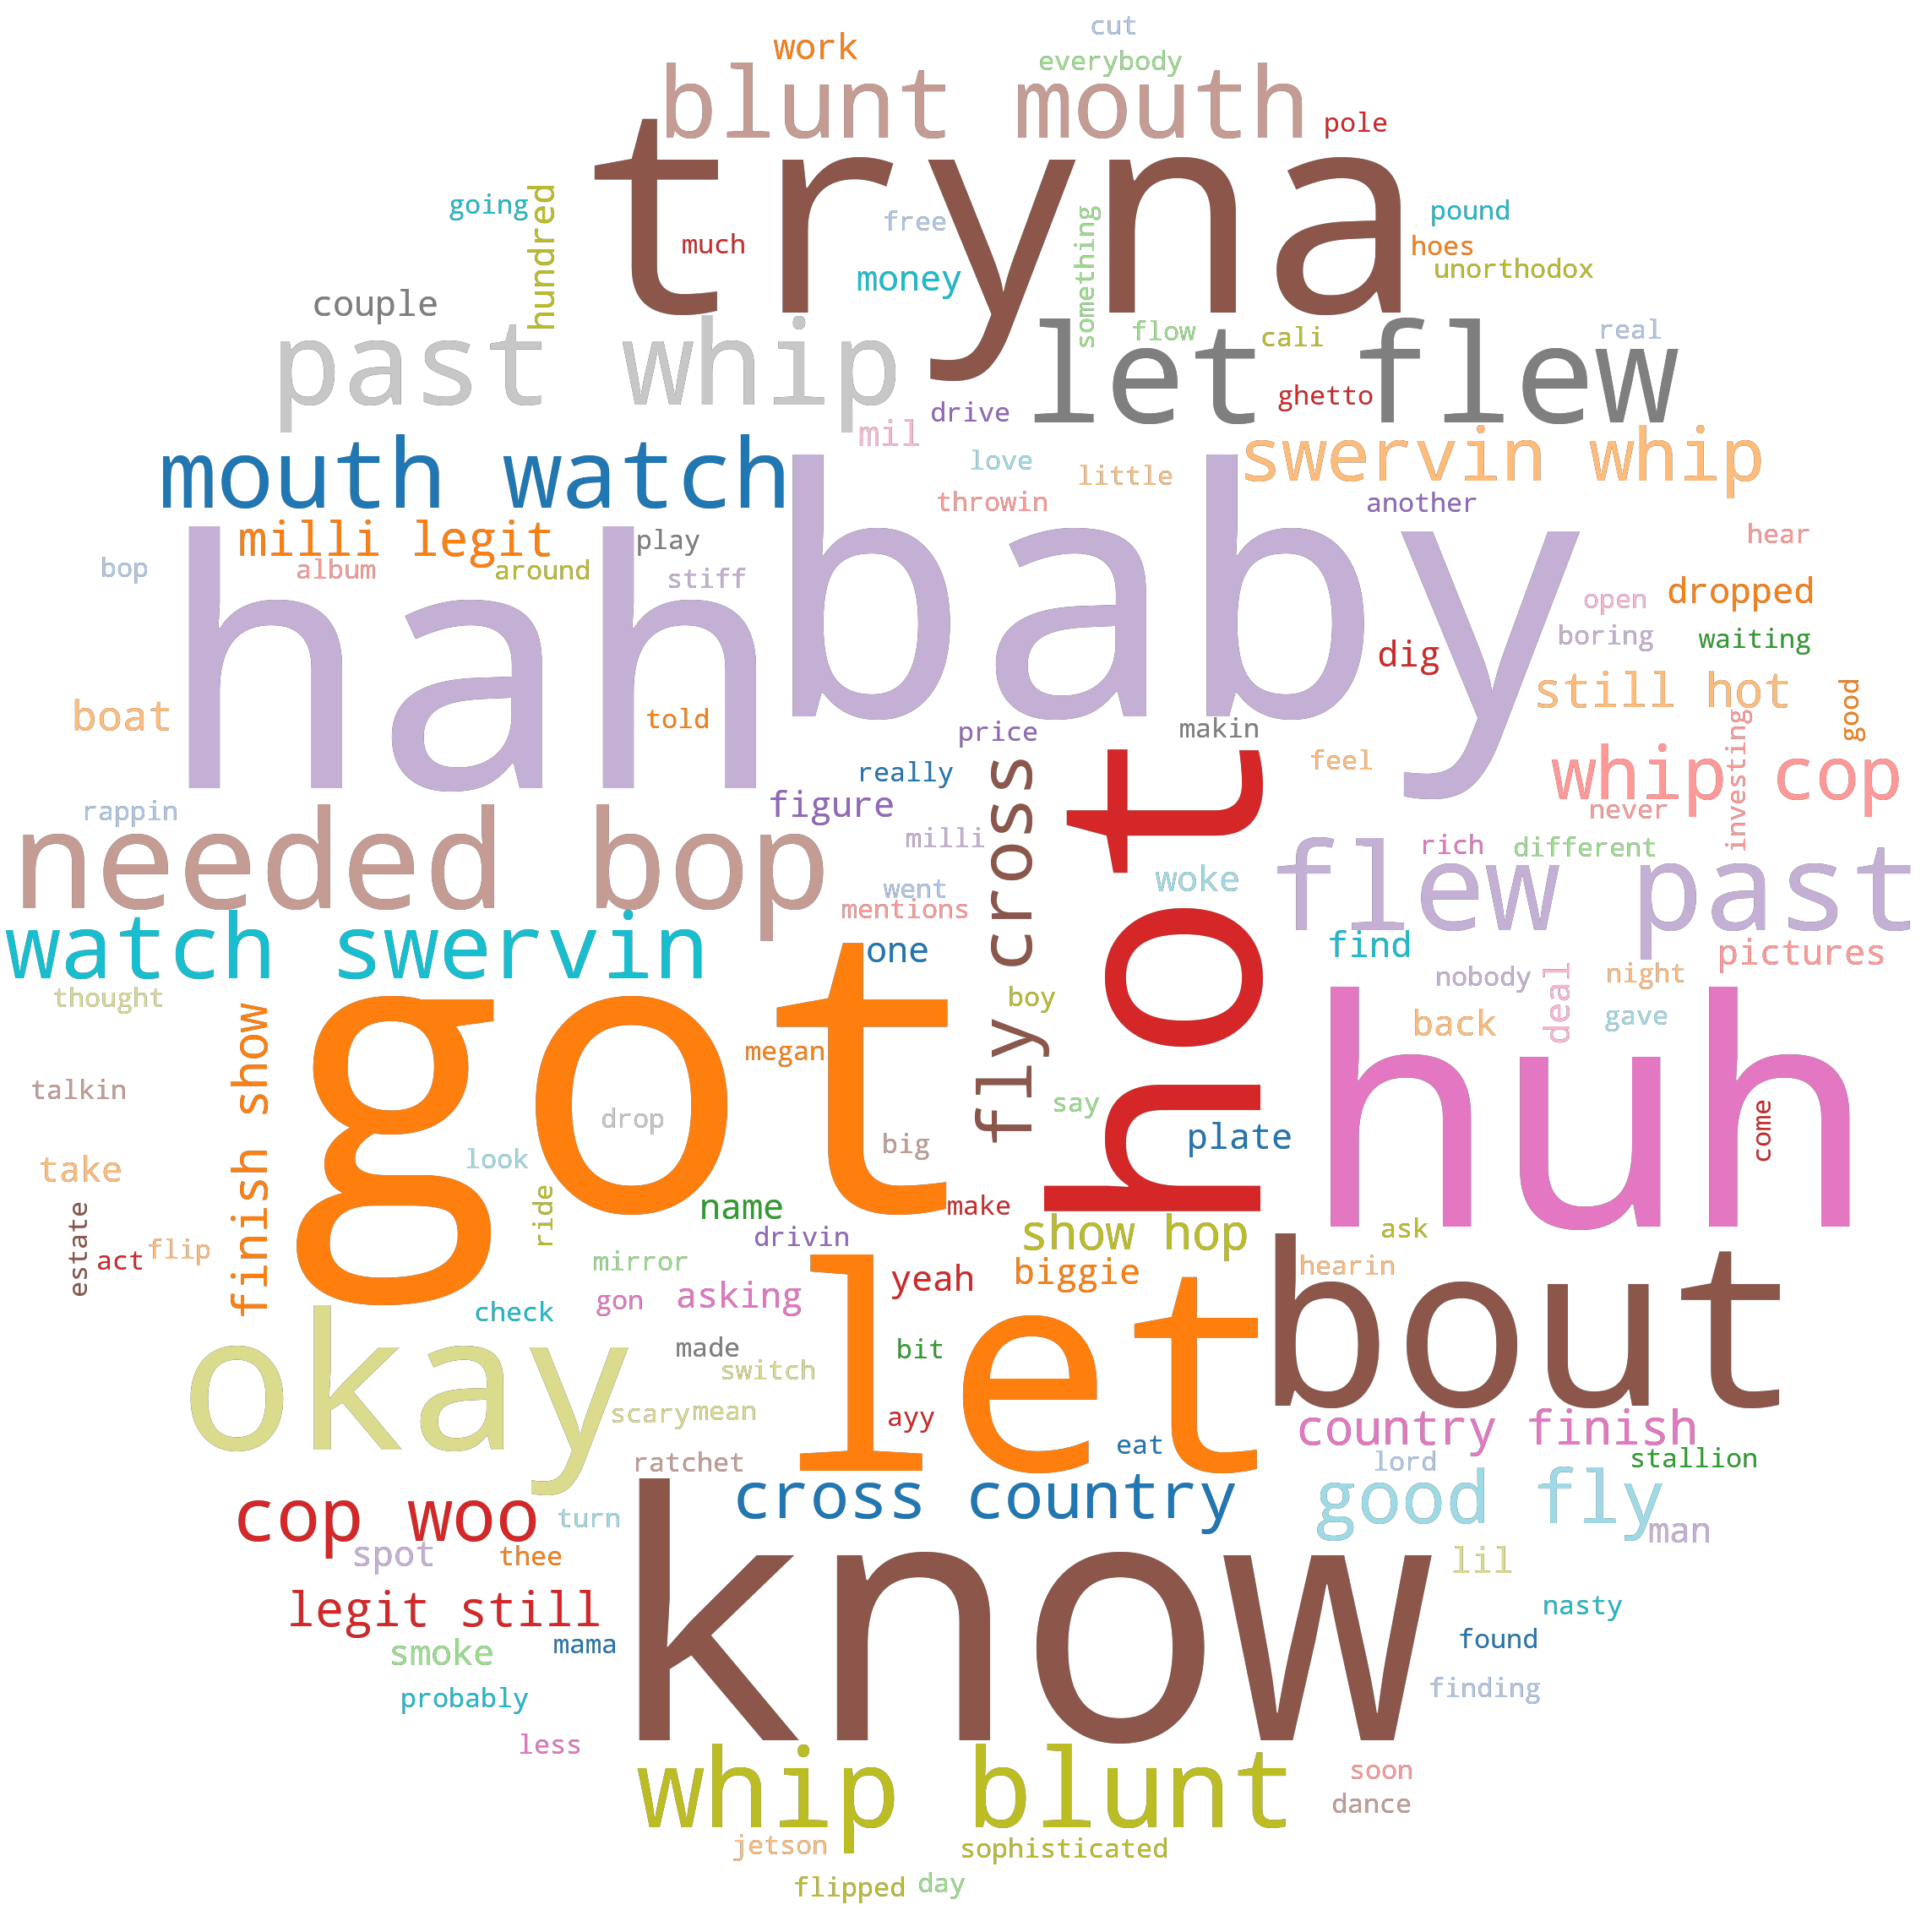 cut
work
everybody
blunt mouth
pole
tryna
going
hundred
much
free
something
pound
hoes
unorthodox
money
couple
past whip
let flew
flow
cali
real
ghetto
drive
mil
swervin whip
mouth watch
love
little
throwin
another
milli legit
play
hear
bop
album
around
stiff
hah
baby
dropped
open
boring
waiting
dig
still hot
boat
told
price
makin
good
investing
really
feel
whip cop
never
rappin
figure
fly cross
hot
needed bop
milli
rich
different
woke
flew past
went
mentions
watch swervin
one
find
pictures
nobody
night
deal
thought
boy
back
gave
finish show
got
megan
huh
talkin
drop
say
come
big
plate
take
look
ride
name
make
estate
act
flip
drivin
show hop
ask
mirror
yeah
biggie
hearin
bout
check
gon
asking
let
okay
made
bit
switch
scary
mean
ayy
country finish
ratchet
eat
lord
stallion
cross country
good fly
cop woo
turn
man
spot
thee
know
lil
legit still
nasty
smoke
mama
found
probably
finding
less
whip blunt
soon
dance
jetson
sophisticated
flipped
day